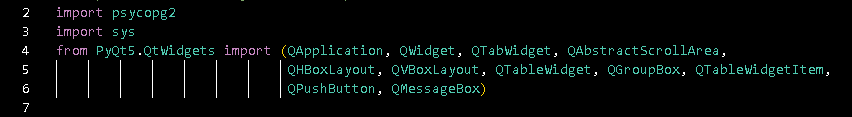 2 import psycopg2
3 import sys
4 from PyQt5.QtWidgets import (QApplication, QWidget, QTabWidget, QAbstractScrollArea,
5 QHBoxLayout, QVBoxLayout, QTableWidget, QGroupBox, QTableWidgetItem,
6 QPushButton, QMessageBox)
7